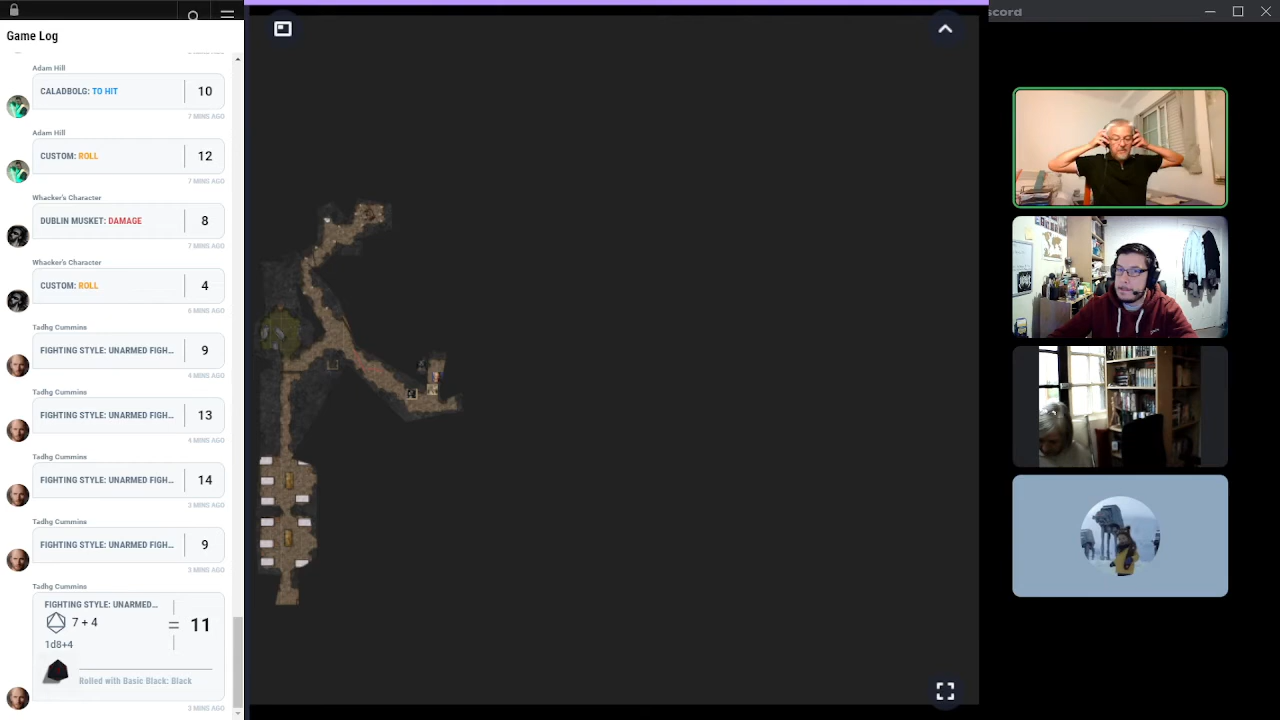 scord
Game Log
Adam Hill
CALADBOLG: TO HIT
10
7 MINS AGO
Adam Hill
CUSTOM: ROLL
12
7 MINS AGO
Whacker's Character
DUBLIN MUSKET: DAMAGE
8
7 MINS AGO
Whacker's Character
CUSTOM: ROLL
4
6 MINS AGO
Tadhg Cummins
FIGHTING STYLE: UNARMED FIGH...
9
4 MINS AGO
Tadhg Cummins
FIGHTING STYLE: UNARMED FIGH...
13
4 MINS AGO
Tadhg Cummins
FIGHTING STYLE: UNARMED FIGH...
14
3 MINS AGO
Tadhg Cummins
FIGHTING STYLE: UNARMED FIGH...
9
3 MINS AGO
Tadhg Cummins
FIGHTING STYLE: UNARMED...
7 + 4
= 11
1d8+4
Rolled with Basic Black: Black
3 MINS AGO